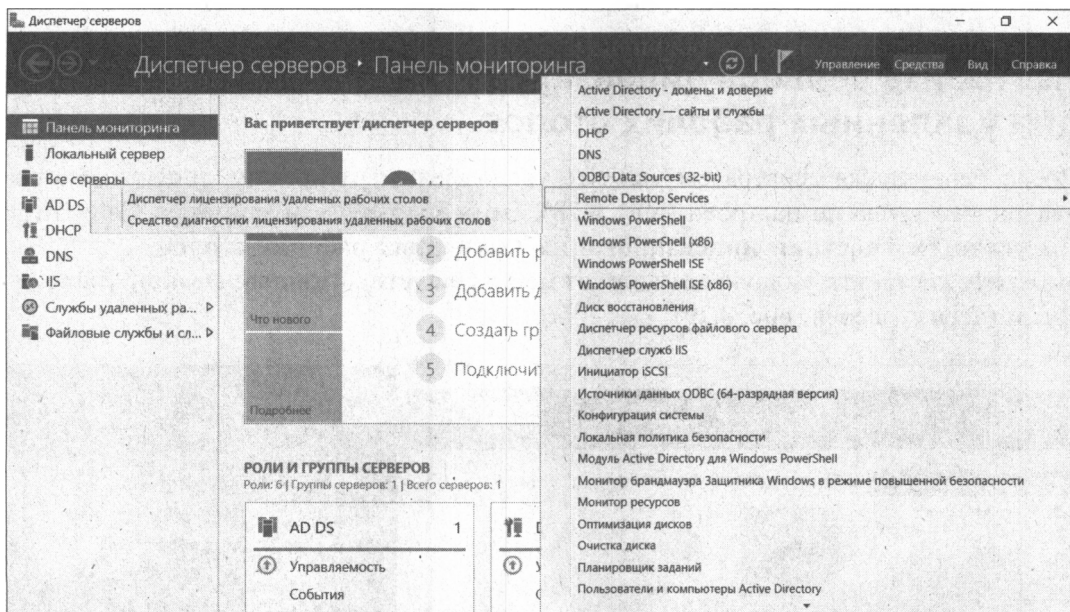 Диспетчер серверов
Диспетчер серверов ‣ Панель мониторинга
Управление Средства Вид Справка
Панель мониторинга
Локальный сервер
Все серверы
AD DS
DHCP
DNS
IIS
Службы удаленных ра...
Файловые службы и сл...
Вас приветствует диспетчер серверов
Диспетчер лицензирования удаленных рабочих столов
Средство диагностики лицензирования удаленных рабочих столов
2 Добавить р
3 Добавить д
4 Создать гр
5 Подключи
Что нового
Подробнее
РОЛИ И ГРУППЫ СЕРВЕРОВ
Роли: 6 | Группы серверов: 1 | Всего серверов: 1
AD DS 1
Управляемость
События
Active Directory - домены и доверие
Active Directory — сайты и службы
DHCP
DNS
ODBC Data Sources (32-bit)
Remote Desktop Services
Windows PowerShell
Windows PowerShell (x86)
Windows PowerShell ISE
Windows PowerShell ISE (x86)
Диск восстановления
Диспетчер ресурсов файлового сервера
Диспетчер служб IIS
Инициатор iSCSI
Источники данных ODBC (64-разрядная версия)
Конфигурация системы
Локальная политика безопасности
Модуль Active Directory для Windows PowerShell
Монитор брандмауэра Защитника Windows в режиме повышенной безопасности
Монитор ресурсов
Оптимизация дисков
Очистка диска
Планировщик заданий
Пользователи и компьютеры Active Directory